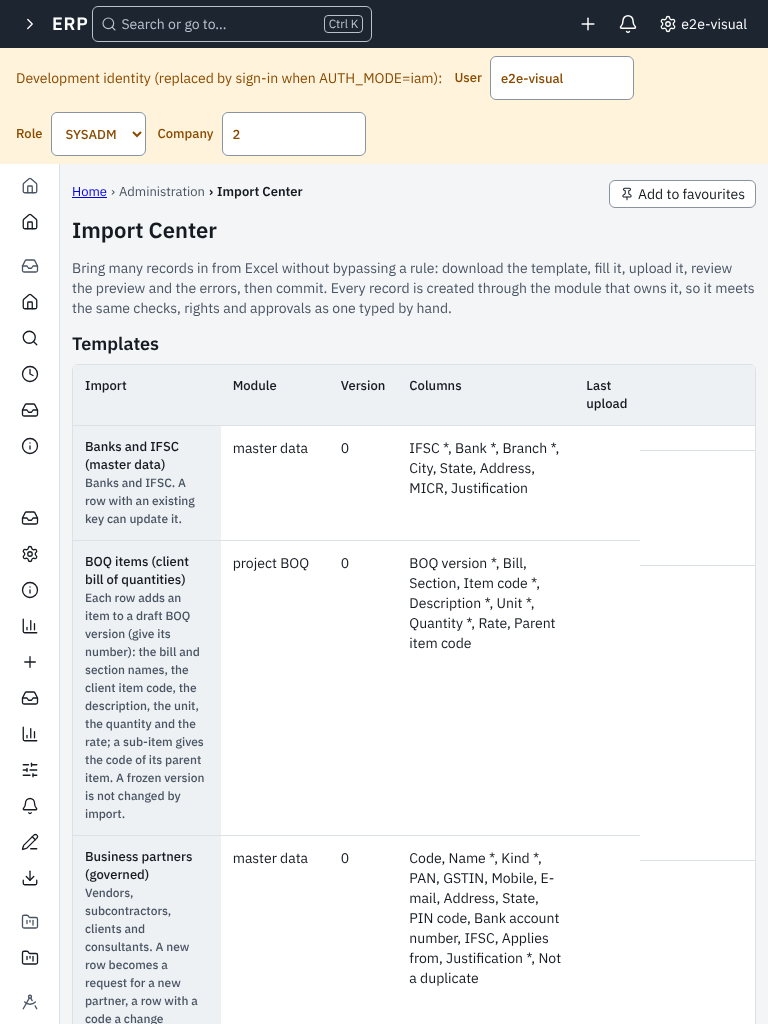 ERP
Search or go to...
Ctrl K
e2e-visual
Development identity (replaced by sign-in when AUTH_MODE=iam):
User
e2e-visual
Role
SYSADM
Company
2
Home › Administration › Import Center
Add to favourites
Import Center
Bring many records in from Excel without bypassing a rule: download the template, fill it, upload it, review
the preview and the errors, then commit. Every record is created through the module that owns it, so it meets
the same checks, rights and approvals as one typed by hand.
Templates
Import
Module
Version
Columns
Last
upload
Banks and IFSC
(master data)
Banks and IFSC. A
row with an existing
key can update it.
master data
0
IFSC *, Bank *, Branch *,
City, State, Address,
MICR, Justification
BOQ items (client
bill of quantities)
Each row adds an
item to a draft BOQ
version (give its
number): the bill and
section names, the
client item code, the
description, the unit,
the quantity and the
rate; a sub-item gives
the code of its parent
item. A frozen version
is not changed by
import.
project BOQ
0
BOQ version *, Bill,
Section, Item code *,
Description *, Unit *,
Quantity *, Rate, Parent
item code
Business partners
(governed)
Vendors,
subcontractors,
clients and
consultants. A new
row becomes a
request for a new
partner, a row with a
code a change
master data
0
Code, Name *, Kind *,
PAN, GSTIN, Mobile, E-
mail, Address, State,
PIN code, Bank account
number, IFSC, Applies
from, Justification *, Not
a duplicate